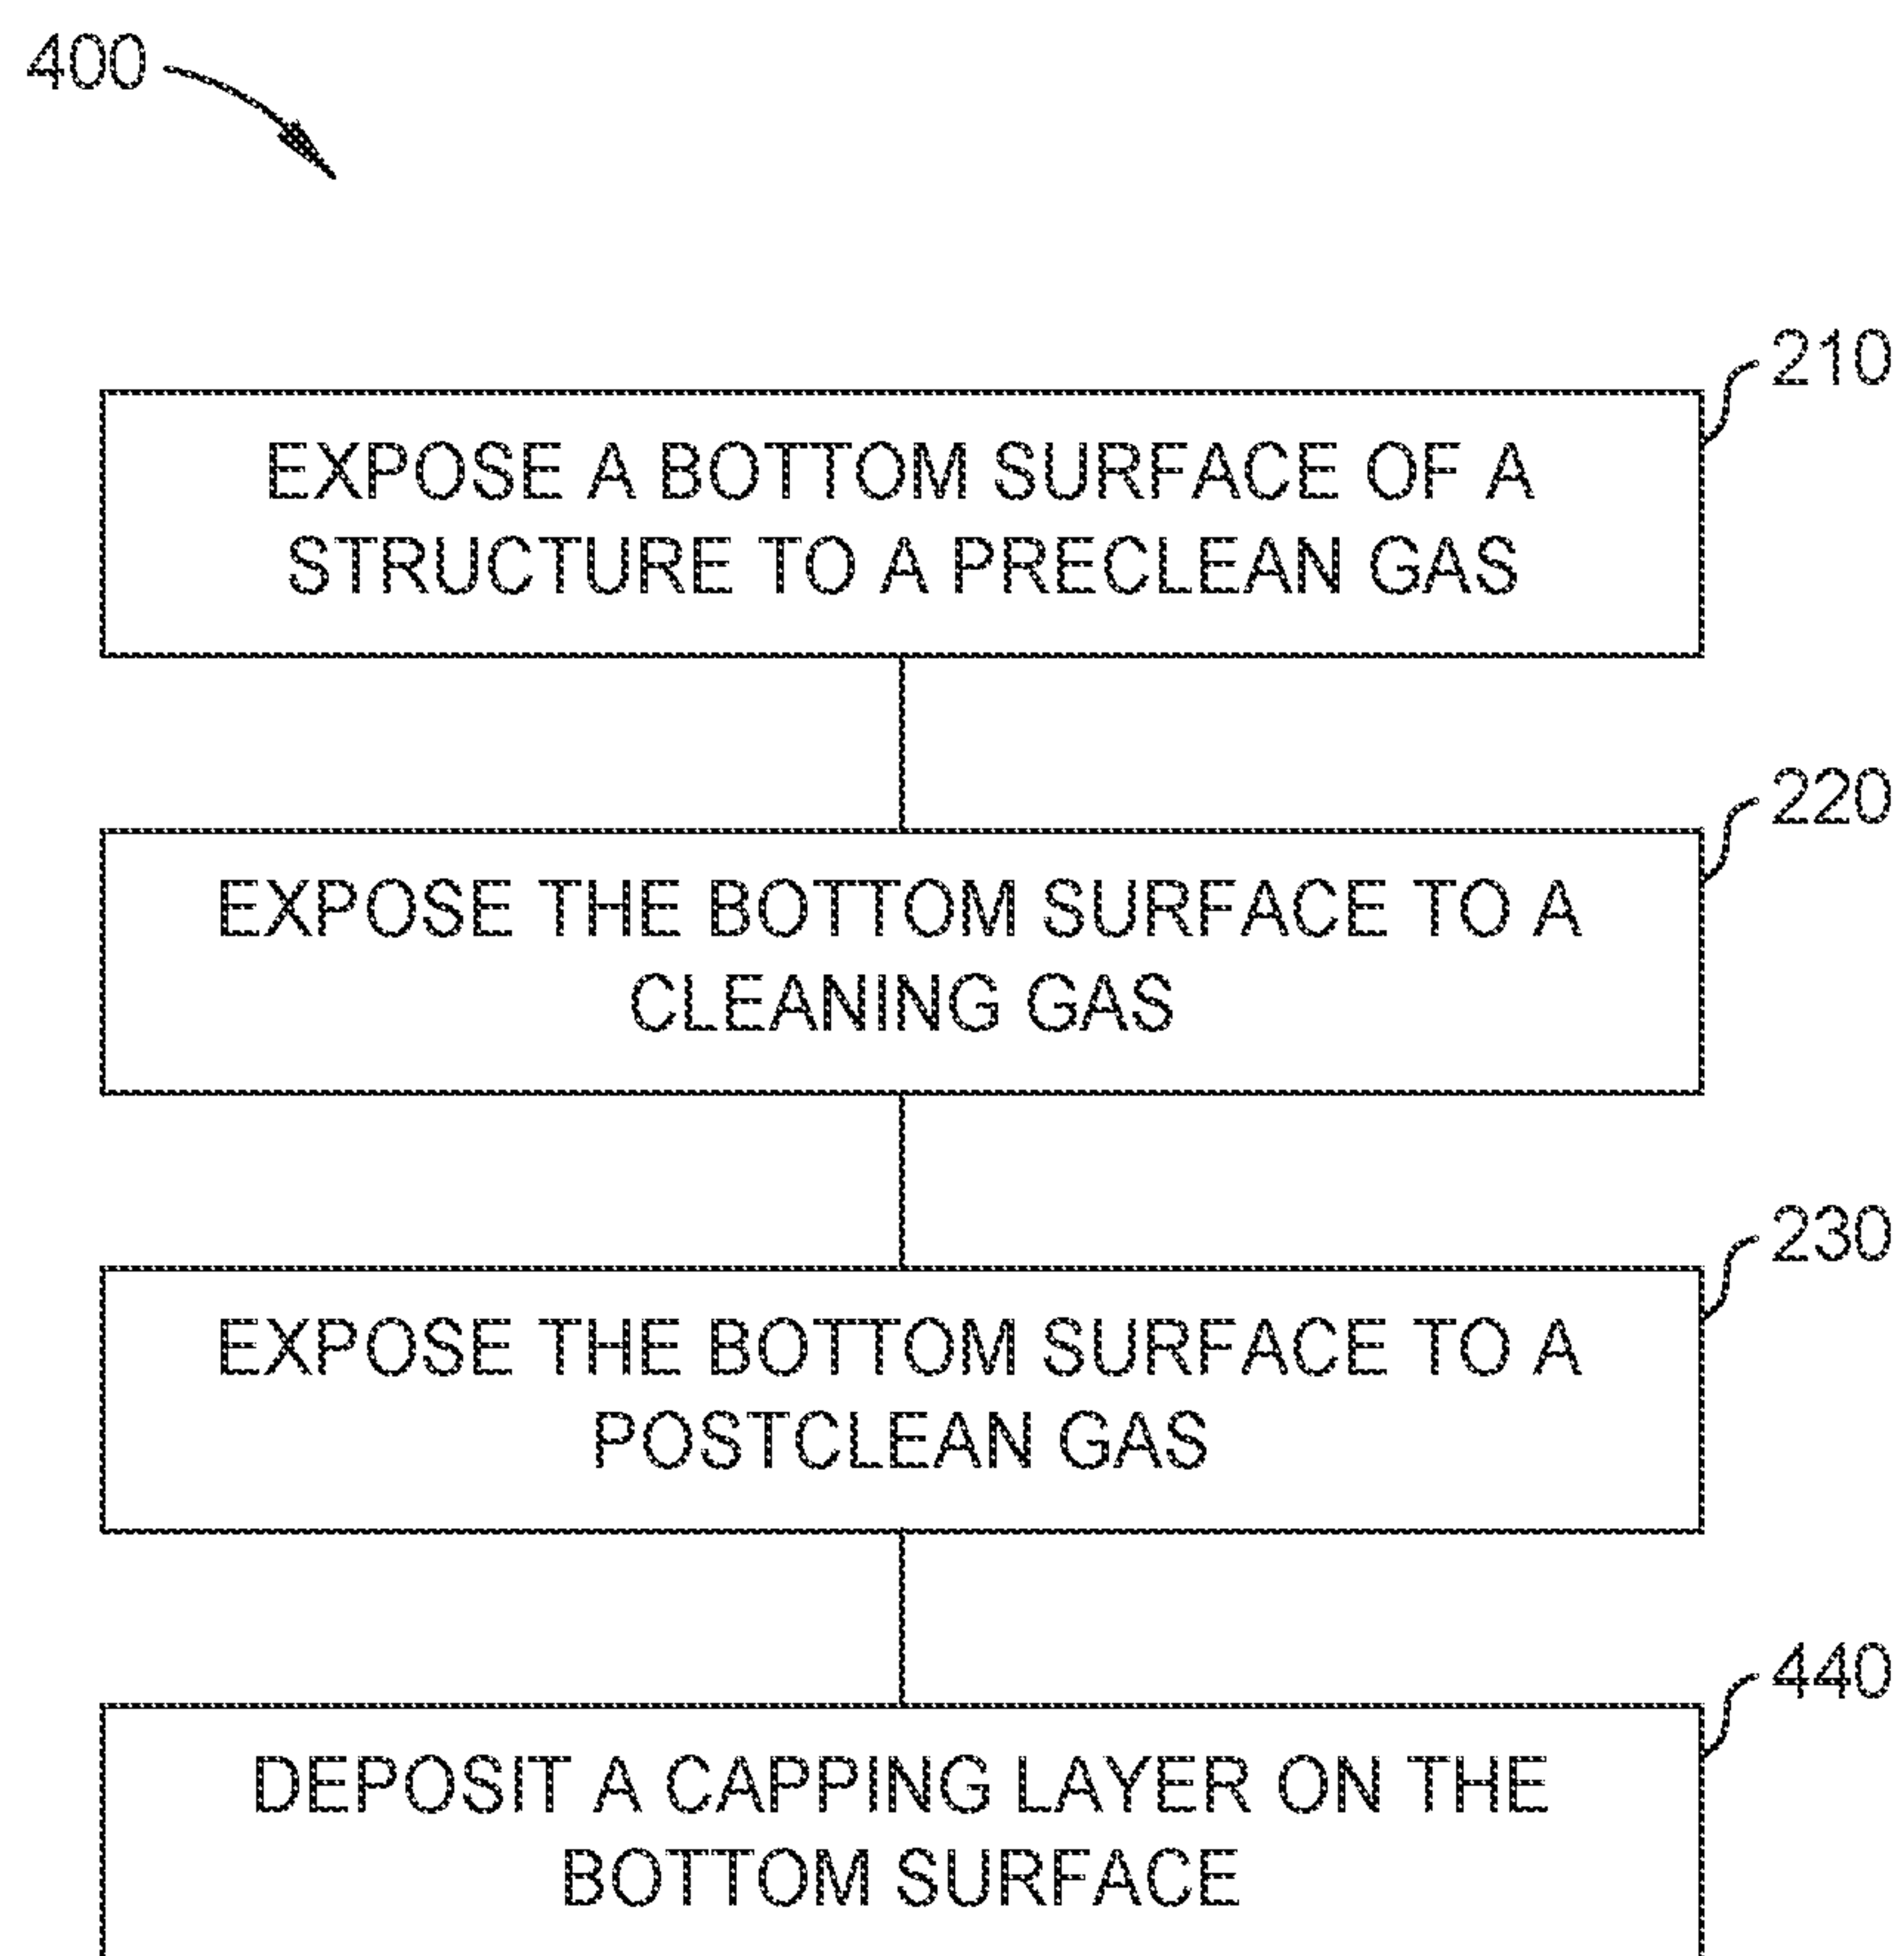 400
210
EXPOSE A BOTTOM SURFACE OF A
STRUCTURE TO A PRECLEAN GAS
220
EXPOSE THE BOTTOM SURFACE TO A
CLEANING GAS
230
EXPOSE THE BOTTOM SURFACE TO A
POSTCLEAN GAS
440
DEPOSIT A CAPPING LAYER ON THE
BOTTOM SURFACE